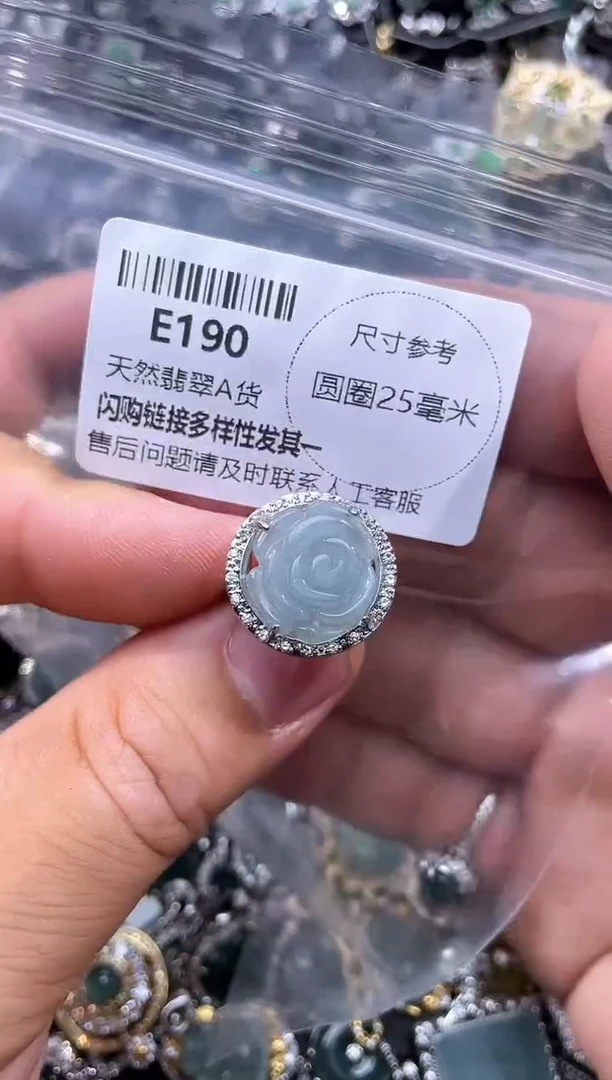 E190
尺寸参考
天然翡翠A货
圆圈25毫米
闪购链接多样性发其一
售后问题请及时联系人工客服